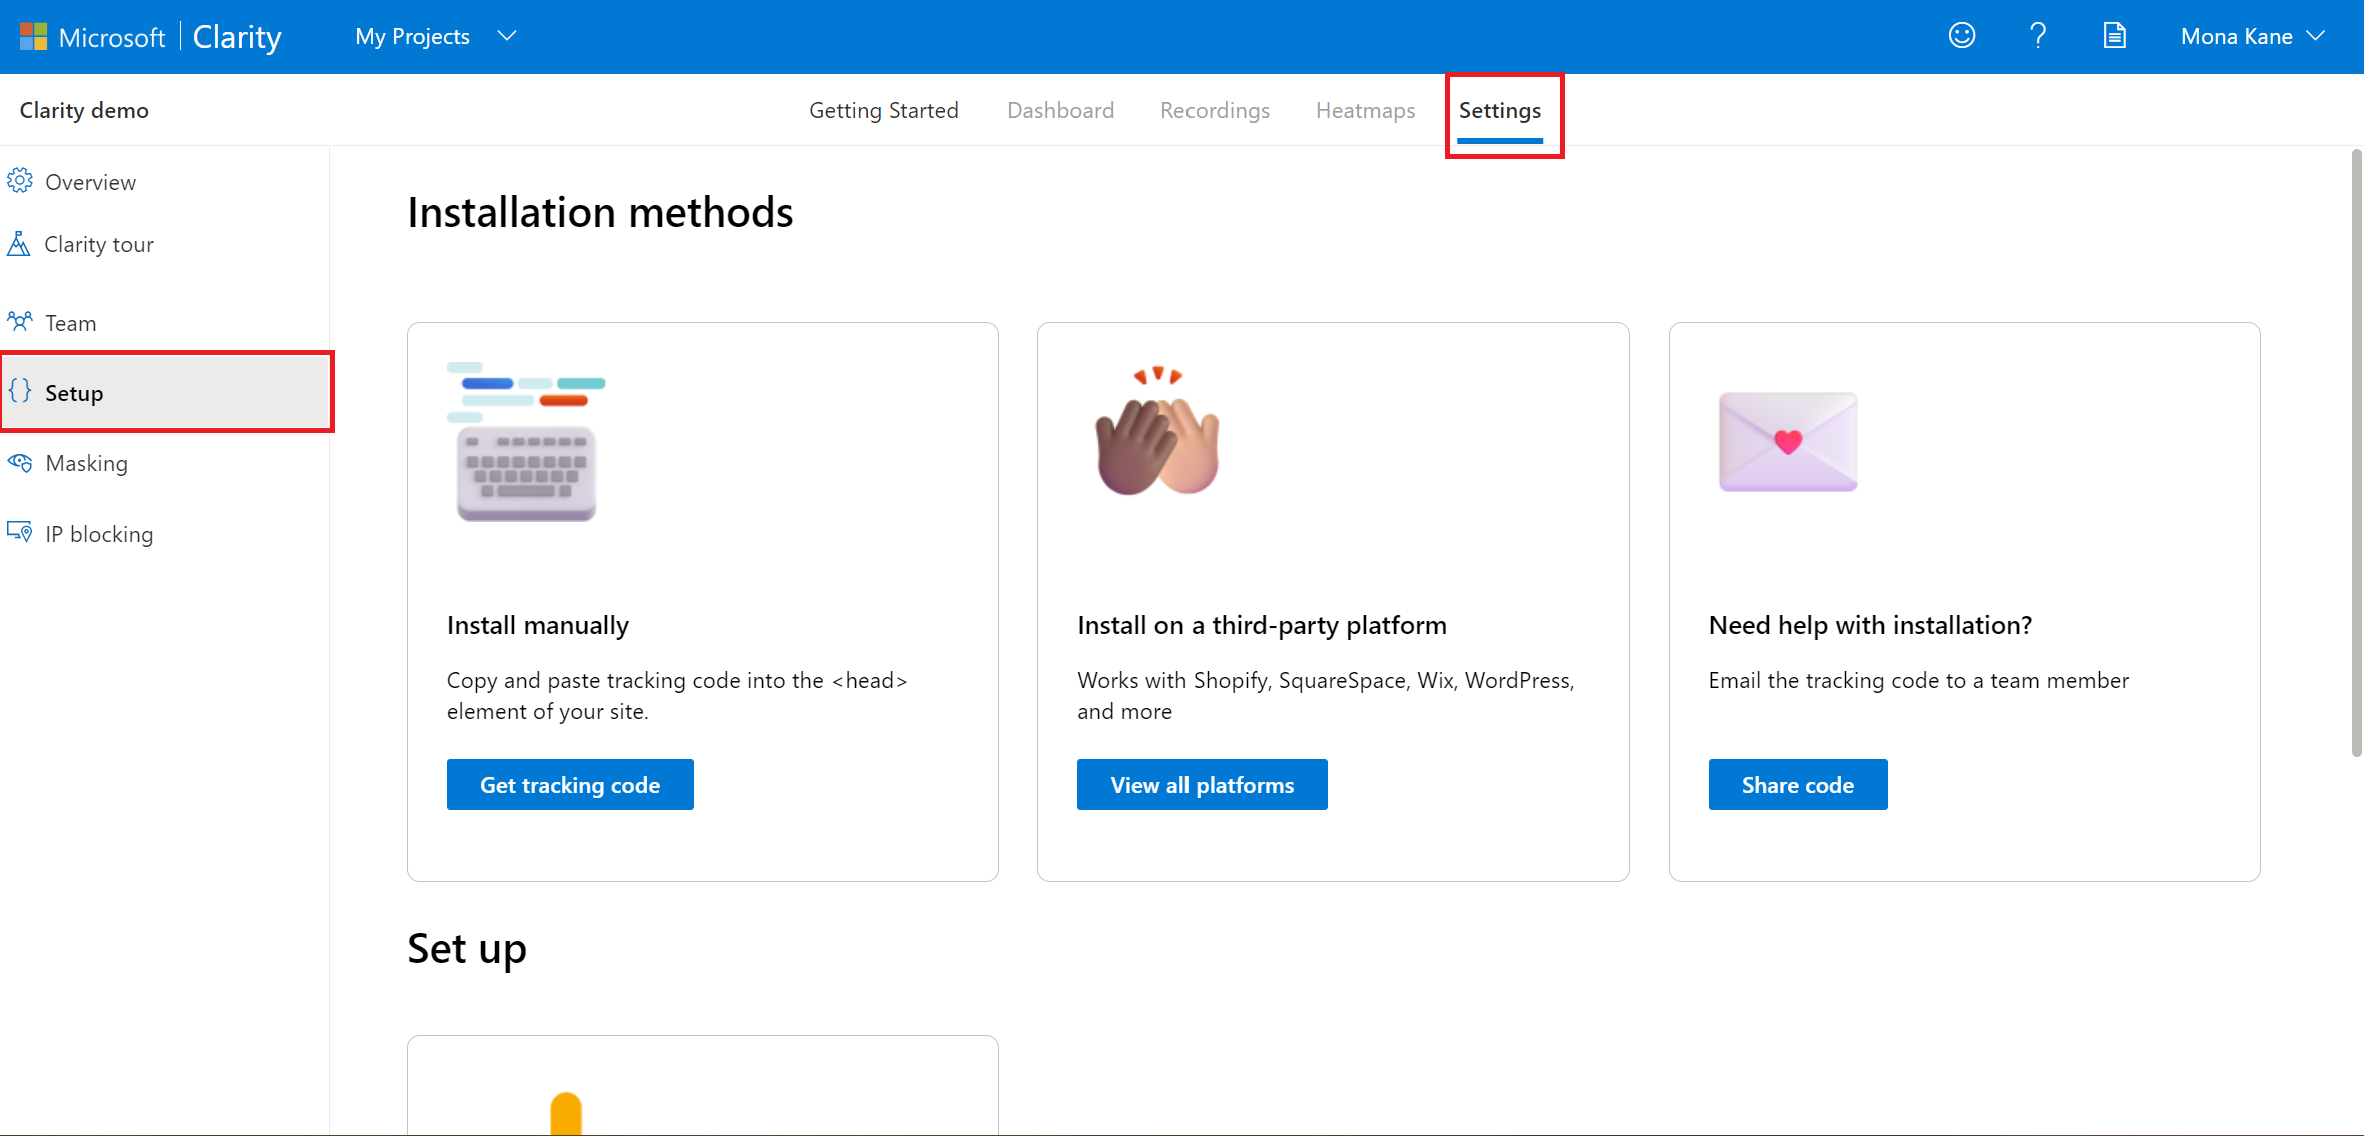 Microsoft | Clarity My Projects Mona Kane
Clarity demo Getting Started Dashboard Recordings Heatmaps Settings
Overview
Clarity tour
Team
Setup
Masking
IP blocking
Installation methods
Install manually
Copy and paste tracking code into the <head>
element of your site.
Get tracking code
Install on a third-party platform
Works with Shopify, SquareSpace, Wix, WordPress,
and more
View all platforms
Need help with installation?
Email the tracking code to a team member
Share code
Set up